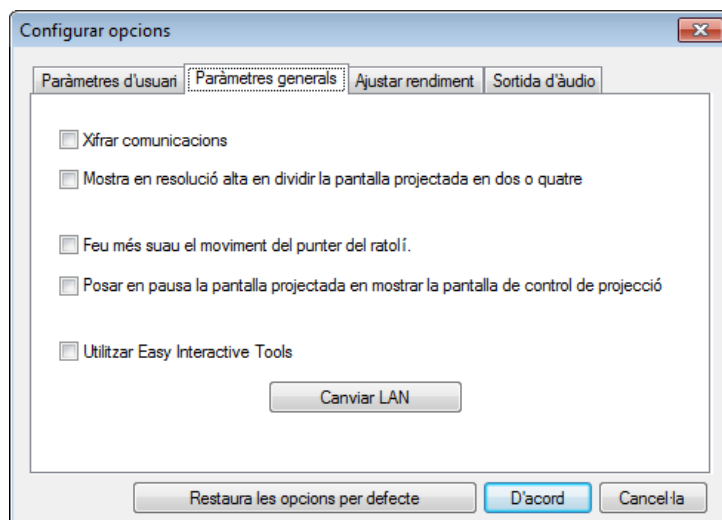 Configurar opcions
Paràmetres d'usuari
Paràmetres generals
Ajustar rendiment
Sortida d'àudio
Xifrar comunicacions
Mostra en resolució alta en dividir la pantalla projectada en dos o quatre
Feu més suau el moviment del punter del ratolí.
Posar en pausa la pantalla projectada en mostrar la pantalla de control de projecció
Utilitzar Easy Interactive Tools
Canviar LAN
Restaura les opcions per defecte
D'acord
Cancel·la